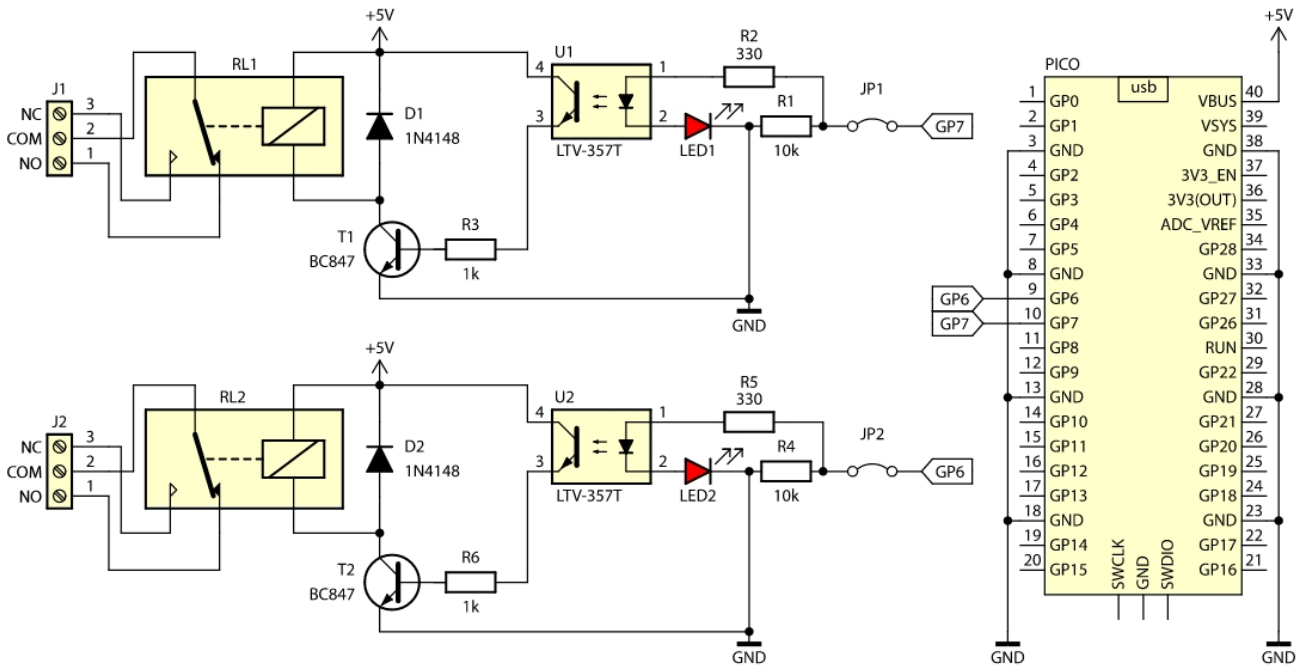 +5V
RL1
J1
NC 3
COM 2
NO 1
D1
1N4148
T1
BC847
R3
1k
U1
4 1
3 2
LTV-357T
R2
330
LED1
R1
10k
JP1
GP7
GND
+5V
RL2
J2
NC 3
COM 2
NO 1
D2
1N4148
T2
BC847
R6
1k
U2
4 1
3 2
LTV-357T
R5
330
LED2
R4
10k
JP2
GP6
GND
+5V
PICO
usb
1 GP0 VBUS 40
2 GP1 VSYS 39
3 GND GND 38
4 GP2 3V3_EN 37
5 GP3 3V3(OUT) 36
6 GP4 ADC_VREF 35
7 GP5 GP28 34
8 GND GND 33
GP6 9 GP6 GP27 32
GP7 10 GP7 GP26 31
11 GP8 RUN 30
12 GP9 GP22 29
13 GND GND 28
14 GP10 GP21 27
15 GP11 GP20 26
16 GP12 GP19 25
17 GP13 GP18 24
18 GND GND 23
19 GP14 GP17 22
20 GP15 GP16 21
SWCLK
GND
SWDIO
GND
GND